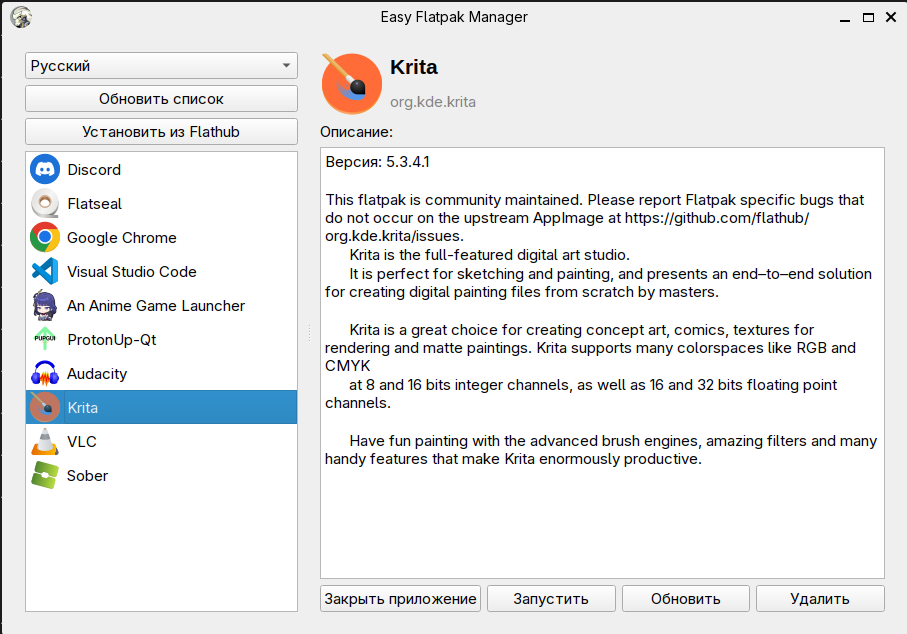 Easy Flatpak Manager
Русский
Обновить список
Установить из Flathub
Discord
Flatseal
Google Chrome
Visual Studio Code
An Anime Game Launcher
PUPGUI
ProtonUp-Qt
Audacity
Krita
VLC
Sober
Krita
org.kde.krita
Описание:
Версия: 5.3.4.1
This flatpak is community maintained. Please report Flatpak specific bugs that
do not occur on the upstream AppImage at https://github.com/flathub/
org.kde.krita/issues.
Krita is the full-featured digital art studio.
It is perfect for sketching and painting, and presents an end–to–end solution
for creating digital painting files from scratch by masters.
Krita is a great choice for creating concept art, comics, textures for
rendering and matte paintings. Krita supports many colorspaces like RGB and
CMYK
at 8 and 16 bits integer channels, as well as 16 and 32 bits floating point
channels.
Have fun painting with the advanced brush engines, amazing filters and many
handy features that make Krita enormously productive.
Закрыть приложение
Запустить
Обновить
Удалить